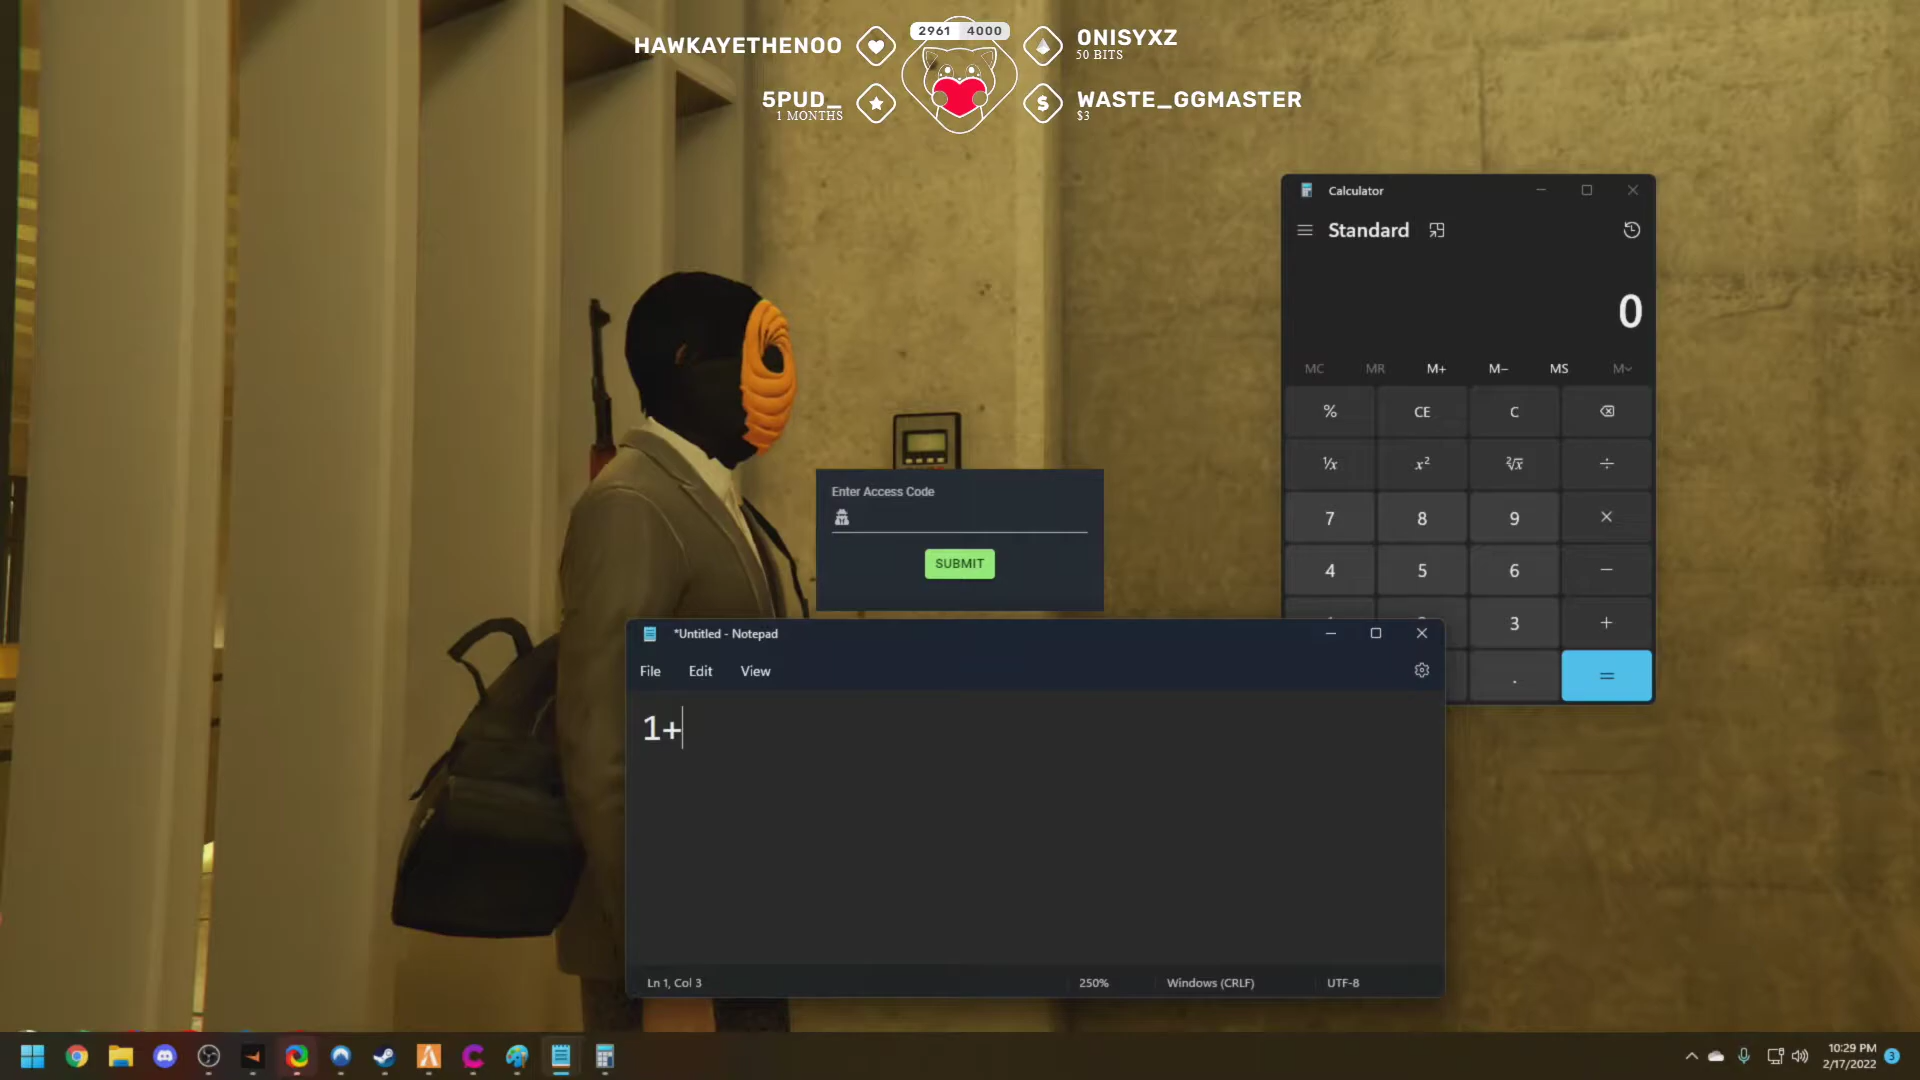 HAWKAYETHENOO
2961 4000
0NISYXZ
50 BITS
5PUD_
1 MONTHS
$
WASTE_GGMASTER
$3
Calculator
Standard
0
MC MR M+ M− MS M
% CE C
¹/x x² ²√x ÷
7 8 9 ×
4 5 6 −
3 +
. =
Enter Access Code
SUBMIT
*Untitled - Notepad
File Edit View
1+
Ln 1, Col 3 250% Windows (CRLF) UTF-8
10:29 PM
2/17/2022
3